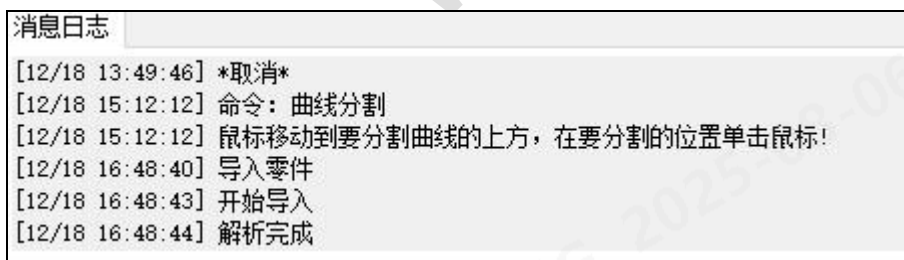 消息日志
[12/18 13:49:46] *取消*
[12/18 15:12:12] 命令: 曲线分割
[12/18 15:12:12] 鼠标移动到要分割曲线的上方，在要分割的位置单击鼠标!
[12/18 16:48:40] 导入零件
[12/18 16:48:43] 开始导入
[12/18 16:48:44] 解析完成
2025-08-06